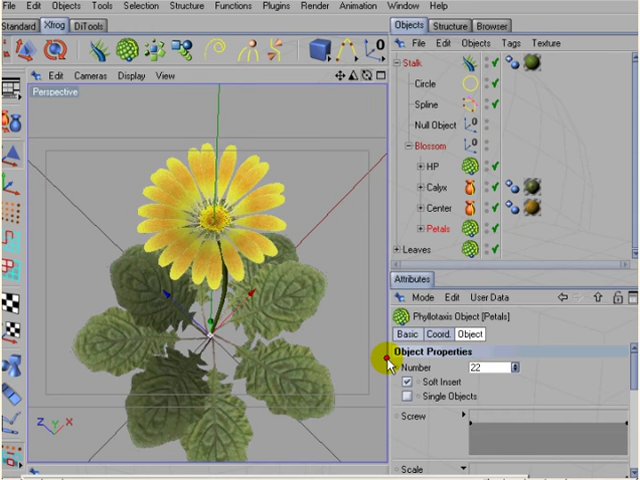 File Edit Objects Tools Selection Structure Functions Plugins Render Animation Window Help
Standard Xfrog DiTools
Objects Structure Browser
File Edit Objects Tags Texture
Edit Cameras Display View
Perspective
Stalk
Circle
Spline
Null Object
Blossom
HP
Calyx
Center
Petals
Leaves
Attributes
Mode Edit User Data
Phyllotaxis Object [Petals]
Basic Coord. Object
Object Properties
Number 22
Soft Insert
Single Objects
Screw
Scale
Z Y X